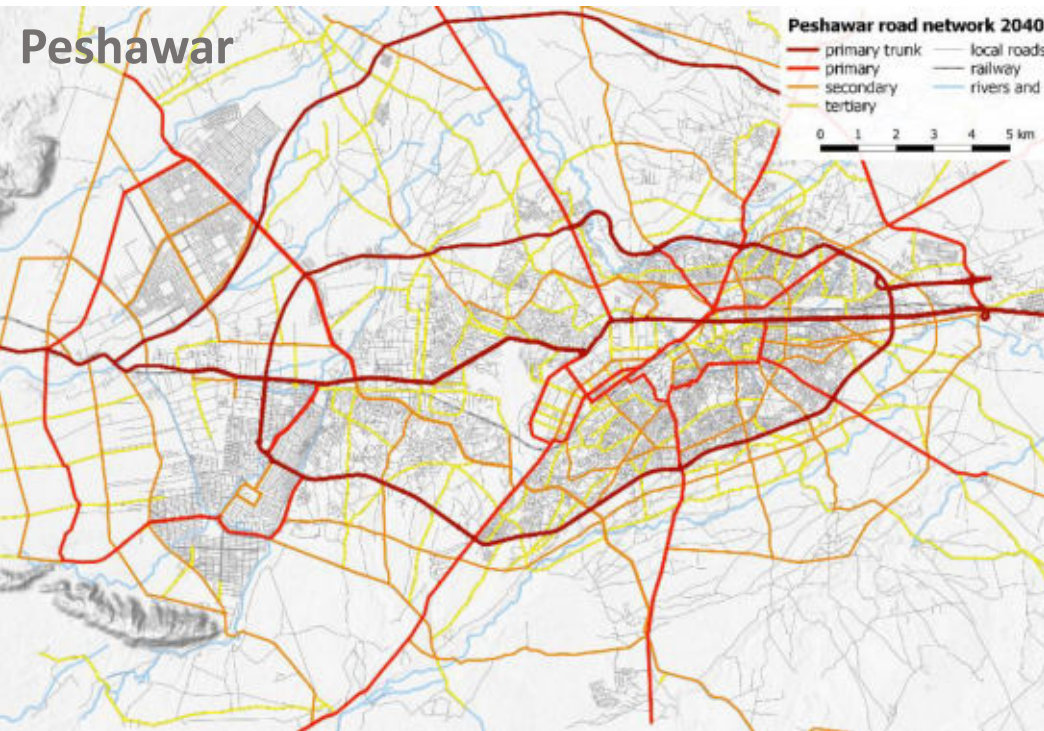 Peshawar
Peshawar road network 2040
primary trunk
primary
secondary
tertiary
local roads
railway
rivers and
0 1 2 3 4 5 km